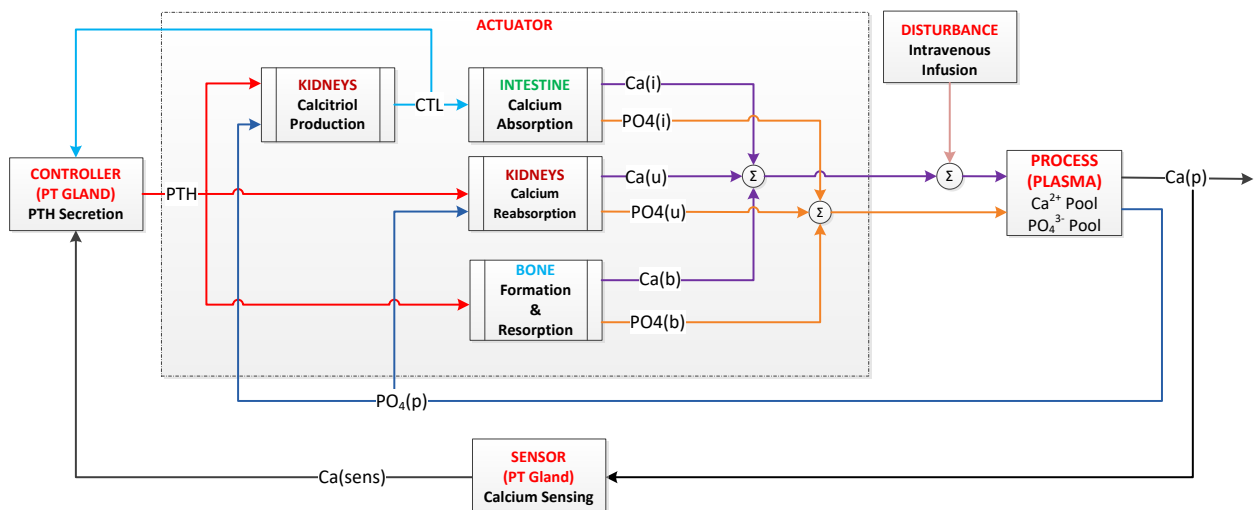 ACTUATOR
DISTURBANCE
Intravenous
Infusion
KIDNEYS
Calcitriol
Production
CTL
INTESTINE
Calcium
Absorption
Ca(i)
PO4(i)
CONTROLLER
(PT GLAND)
PTH Secretion
PTH
KIDNEYS
Calcium
Reabsorption
Ca(u)
PO4(u)
Σ
Σ
Σ
PROCESS
(PLASMA)
Ca²⁺ Pool
PO₄³⁻ Pool
Ca(p)
BONE
Formation
&
Resorption
Ca(b)
PO4(b)
PO₄(p)
SENSOR
(PT Gland)
Calcium Sensing
Ca(sens)